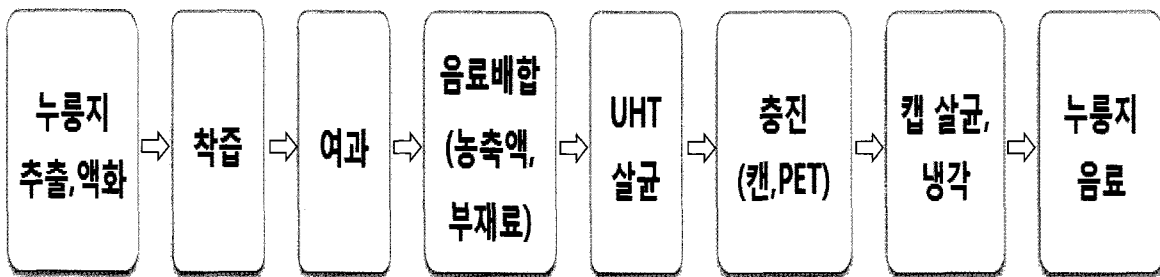 누룽지
추출,액화
착즙
여과
음료배합
(농축액,
부재료)
UHT
살균
충진
(캔,PET)
캡 살균,
냉각
누룽지
음료